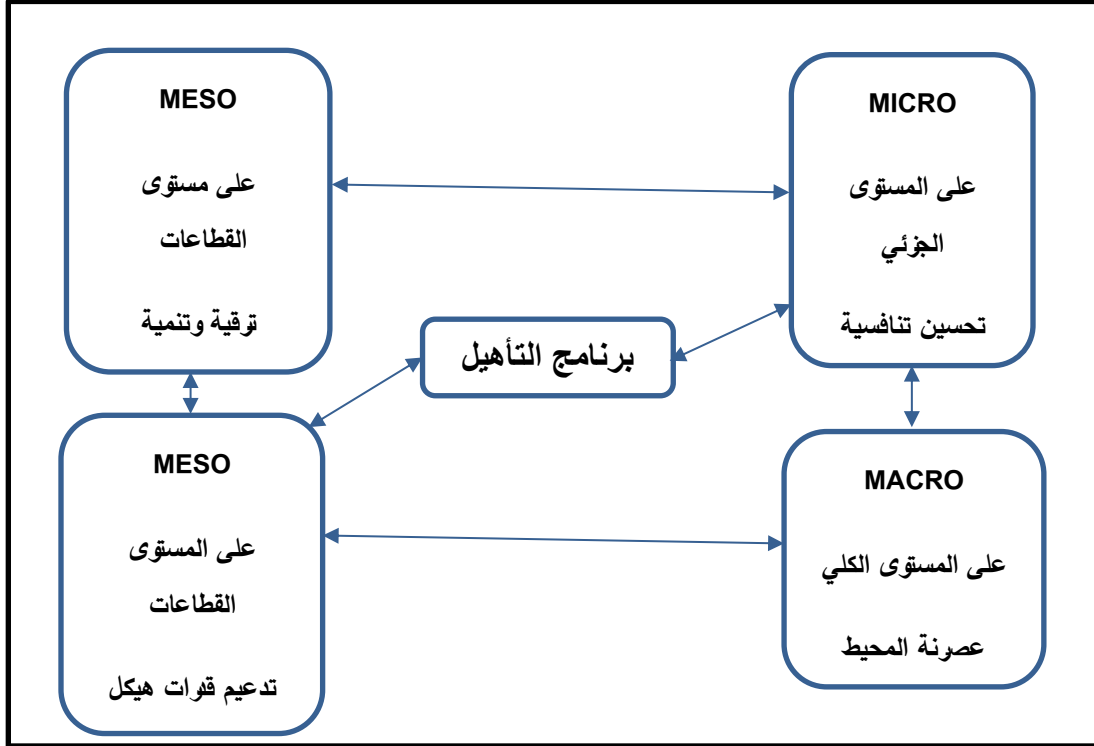 MICRO
على المستوى
الجزئي
تحسين تنافسية
MESO
على مستوى
القطاعات
ترقية وتنمية
برنامج التأهيل
MACRO
على المستوى الكلي
عصرنة المحيط
MESO
على المستوى
القطاعات
تدعيم قدرات هيكل